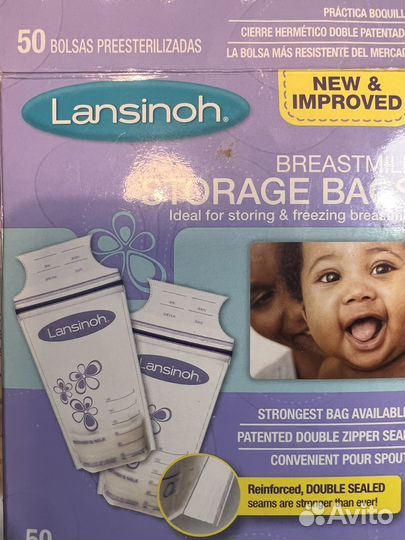 PRÁCTICA BOQUILL
50 BOLSAS PREESTERILIZADAS
CIERRE HERMÉTICO DOBLE PATENTAD
LA BOLSA MÁS RESISTENTE DEL MERCAD
Lansinoh®
NEW &
IMPROVED
BREASTMIL
STORAGE BAGS
Ideal for storing & freezing breastm
Lansinoh
Lansinoh
STRONGEST BAG AVAILABLE
PATENTED DOUBLE ZIPPER SEAL
CONVENIENT POUR SPOUT
Reinforced, DOUBLE SEALED
seams are stronger than ever!
50
Avito